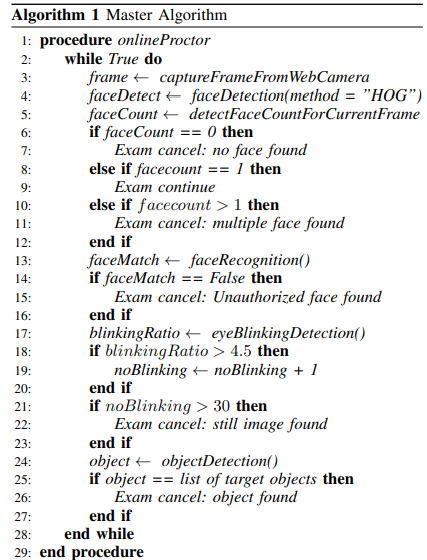 Algorithm 1 Master Algorithm
1: procedure onlineProctor
2: while True do
3: frame ← captureFrameFromWebCamera
4: faceDetect ← faceDetection(method = "HOG")
5: faceCount ← detectFaceCountForCurrentFrame
6: if faceCount == 0 then
7: Exam cancel: no face found
8: else if facecount == 1 then
9: Exam continue
10: else if facecount > 1 then
11: Exam cancel: multiple face found
12: end if
13: faceMatch ← faceRecognition()
14: if faceMatch == False then
15: Exam cancel: Unauthorized face found
16: end if
17: blinkingRatio ← eyeBlinkingDetection()
18: if blinkingRatio > 4.5 then
19: noBlinking ← noBlinking + 1
20: end if
21: if noBlinking > 30 then
22: Exam cancel: still image found
23: end if
24: object ← objectDetection()
25: if object == list of target objects then
26: Exam cancel: object found
27: end if
28: end while
29: end procedure